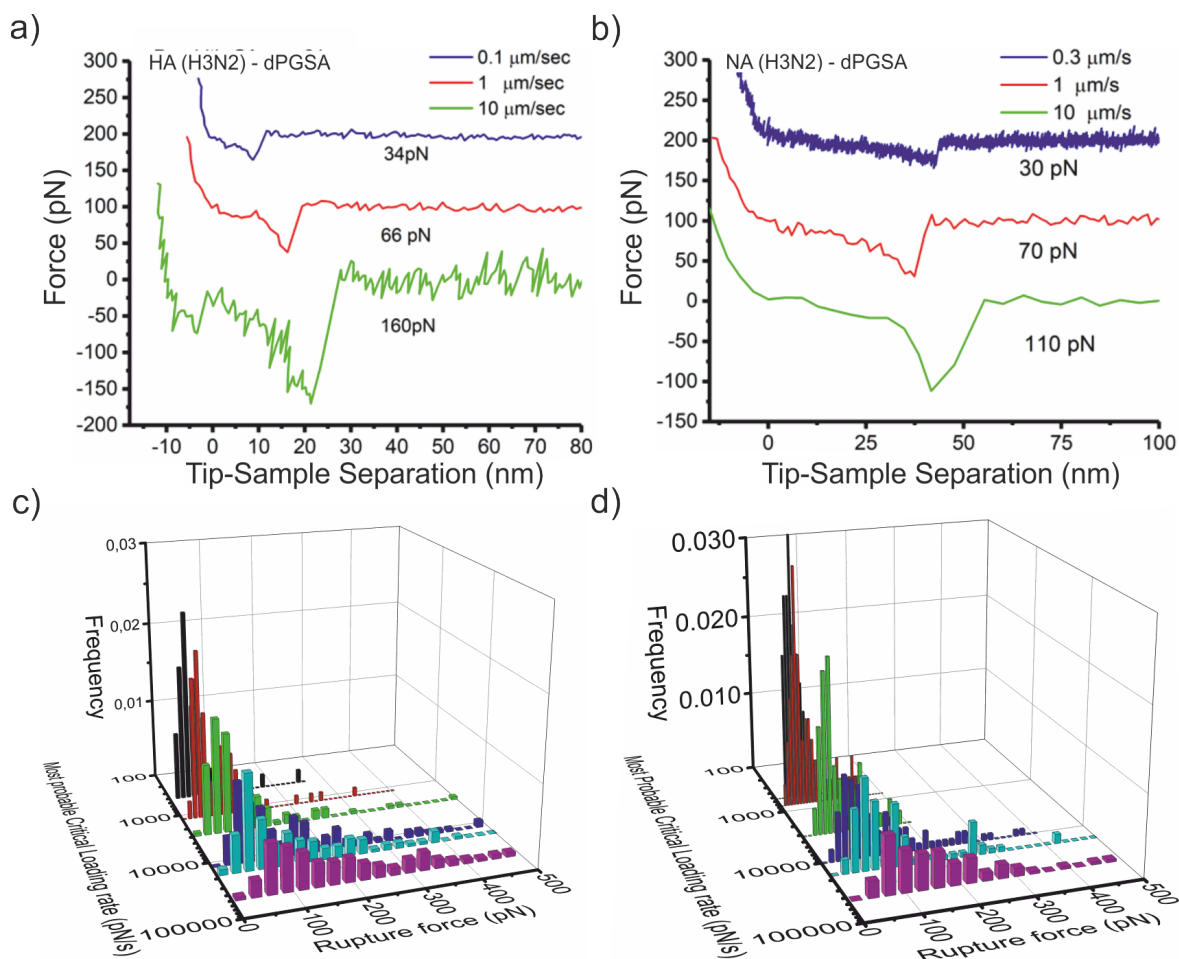 a)
HA (H3N2) - dPGSA
0.1 μm/sec
1 μm/sec
10 μm/sec
300
250
200
150
100
50
0
-50
-100
-150
-200
Force (pN)
34pN
66 pN
160pN
-10 0 10 20 30 40 50 60 70 80
Tip-Sample Separation (nm)
b)
NA (H3N2) - dPGSA
0.3 μm/s
1 μm/s
10 μm/s
300
250
200
150
100
50
0
-50
-100
-150
Force (pN)
30 pN
70 pN
110 pN
0 25 50 75 100
Tip-Sample Separation (nm)
c)
0,03
0,02
0,01
Frequency
100
1000
10000
100000
Most probable Critical Loading rate (pN/s)
0 100 200 300 400 500
Rupture force (pN)
d)
0.030
0.020
0.010
Frequency
100
1000
10000
100000
Most Probable Critical Loading rate (pN/s)
0 100 200 300 400 500
Rupture force (pN)